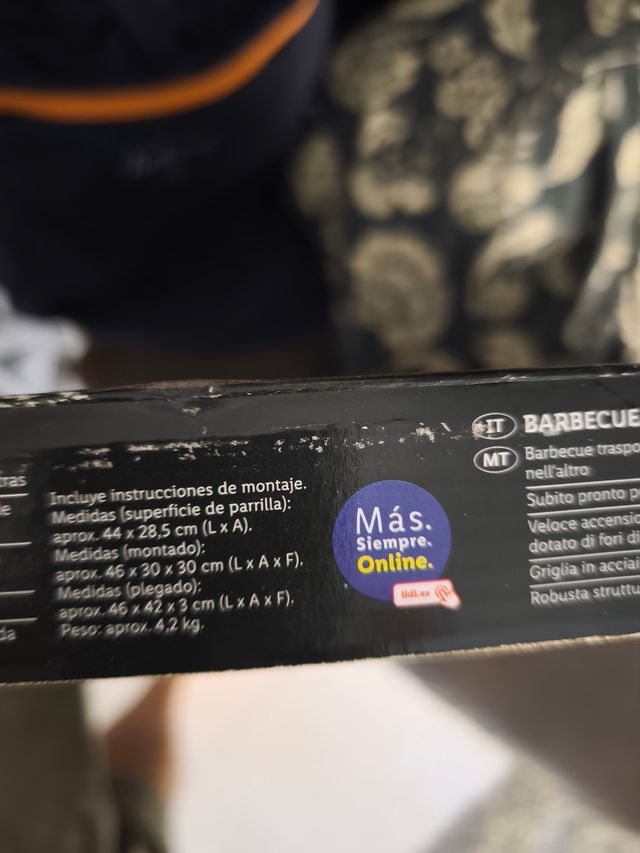 tras
Incluye instrucciones de montaje.
Medidas (superficie de parrilla):
aprox. 44 x 28,5 cm (L x A).
Medidas (montado):
aprox. 46 x 30 x 30 cm (L x A x F).
Medidas (plegado):
aprox. 46 x 42 x 3 cm (L x A x F).
Peso: aprox. 4,2 kg.
da
Más.
Siempre.
Online.
lidl.es
IT BARBECUE
MT Barbecue traspo
nell'altro
Subito pronto p
Veloce accensio
dotato di fori di
Griglia in acciai
Robusta struttu